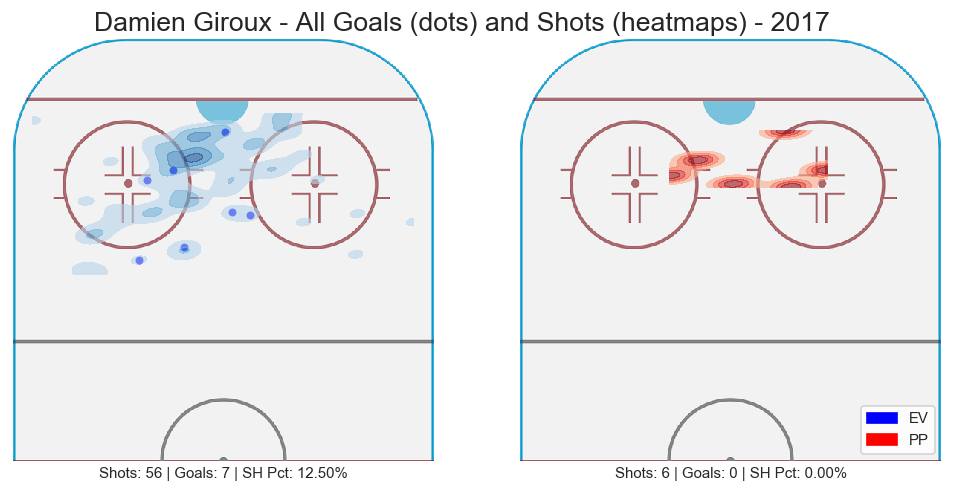 Damien Giroux - All Goals (dots) and Shots (heatmaps) - 2017
EV
PP
Shots: 56 | Goals: 7 | SH Pct: 12.50%
Shots: 6 | Goals: 0 | SH Pct: 0.00%